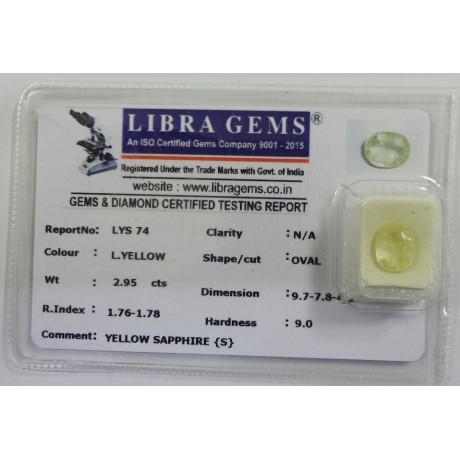 LIBRA GEMS®
An ISO Certified Gems Company 9001 - 2015
Registered Under the Trade Marks with Govt. of India
website : www.libragems.co.in
GEMS & DIAMOND CERTIFIED TESTING REPORT
ReportNo: LYS 74 Clarity : N/A
Colour : L.YELLOW Shape/cut : OVAL
Wt : 2.95 cts Dimension : 9.7-7.8-4
R.Index : 1.76-1.78 Hardness : 9.0
Comment: YELLOW SAPPHIRE {S}